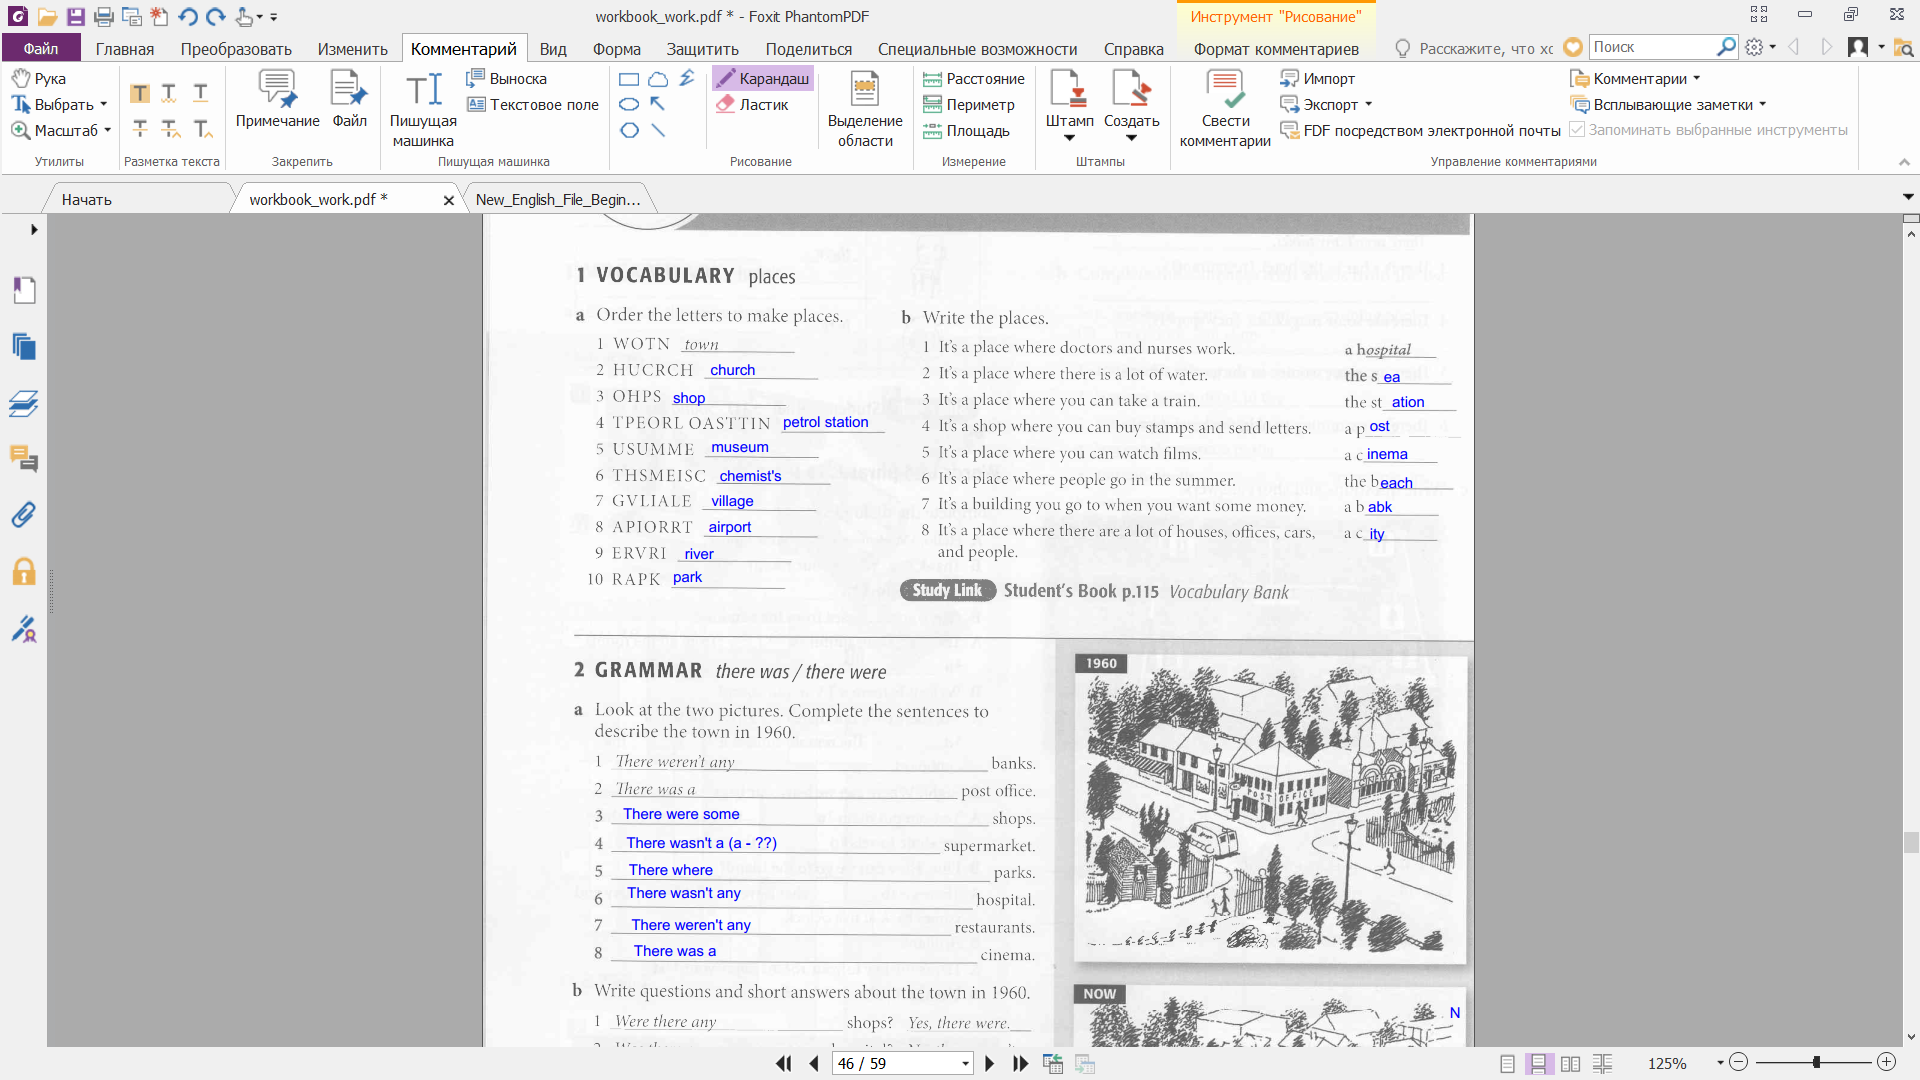 workbook_work.pdf * - Foxit PhantomPDF
Инструмент "Рисование"
Файл
Главная
Преобразовать
Изменить
Комментарий
Вид
Форма
Защитить
Поделиться
Специальные возможности
Справка
Формат комментариев
Расскажите, что хс
Поиск
Рука
Выбрать
Масштаб
Утилиты
Разметка текста
Примечание
Файл
Закрепить
Пишущая машинка
Выноска
Текстовое поле
Пишущая машинка
Карандаш
Ластик
Рисование
Выделение области
Расстояние
Периметр
Площадь
Измерение
Штамп
Создать
Штампы
Свести комментарии
Импорт
Экспорт
FDF посредством электронной почты
Комментарии
Всплывающие заметки
Запоминать выбранные инструменты
Управление комментариями
Начать
workbook_work.pdf *
New_English_File_Begin...
1 VOCABULARY places
a Order the letters to make places.
1 WOTN town
2 HUCRCH church
3 OHPS shop
4 TPEORL OASTTIN petrol station
5 USUMME museum
6 THSMEISC chemist's
7 GVLIALE village
8 APIORRT airport
9 ERVRI river
10 RAPK park
b Write the places.
1 It's a place where doctors and nurses work. a hospital
2 It's a place where there is a lot of water. the s ea
3 It's a place where you can take a train. the st ation
4 It's a shop where you can buy stamps and send letters. a p ost
5 It's a place where you can watch films. a c inema
6 It's a place where people go in the summer. the beach
7 It's a building you go to when you want some money. a b abk
8 It's a place where there are a lot of houses, offices, cars, a c ity
and people.
Study Link Student's Book p.115 Vocabulary Bank
2 GRAMMAR there was / there were
a Look at the two pictures. Complete the sentences to
describe the town in 1960.
1 There weren't any banks.
2 There was a post office.
3 There were some shops.
4 There wasn't a (a - ??) supermarket.
5 There where parks.
6 There wasn't any hospital.
7 There weren't any restaurants.
8 There was a cinema.
b Write questions and short answers about the town in 1960.
1 Were there any shops? Yes, there were.
1960
POST OFFICE
NOW
N
46 / 59
125%